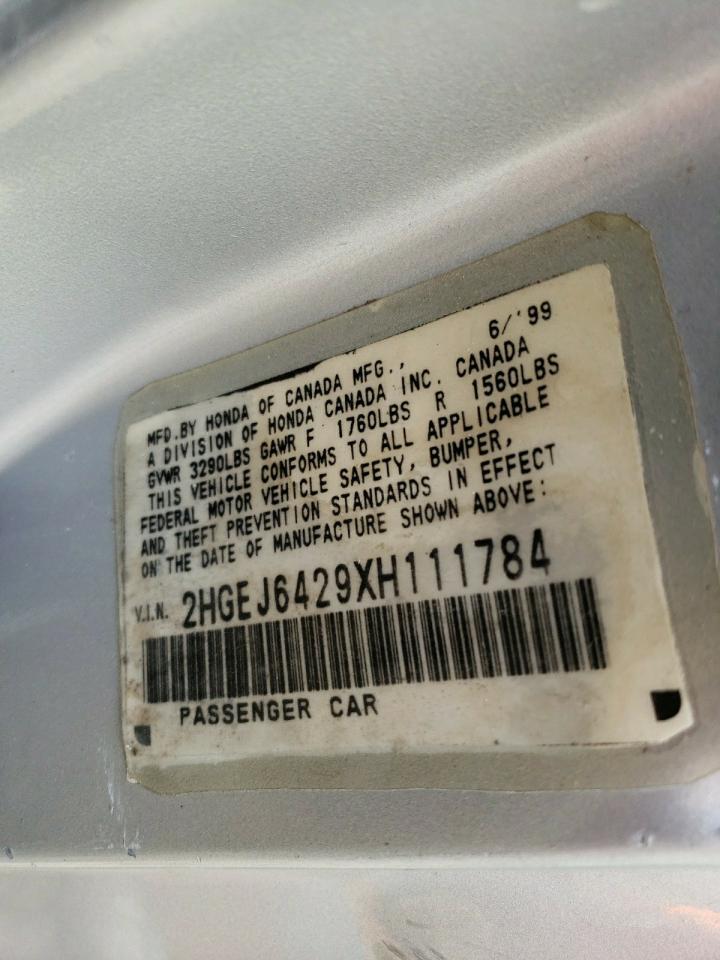 6/'99
MFD.BY HONDA OF CANADA MFG.,
A DIVISION OF HONDA CANADA INC. CANADA
GVWR 3290LBS GAWR F 1760LBS R 1560LBS
THIS VEHICLE CONFORMS TO ALL APPLICABLE
FEDERAL MOTOR VEHICLE SAFETY, BUMPER,
AND THEFT PREVENTION STANDARDS IN EFFECT
ON THE DATE OF MANUFACTURE SHOWN ABOVE:
V.I.N. 2HGEJ6429XH111784
PASSENGER CAR